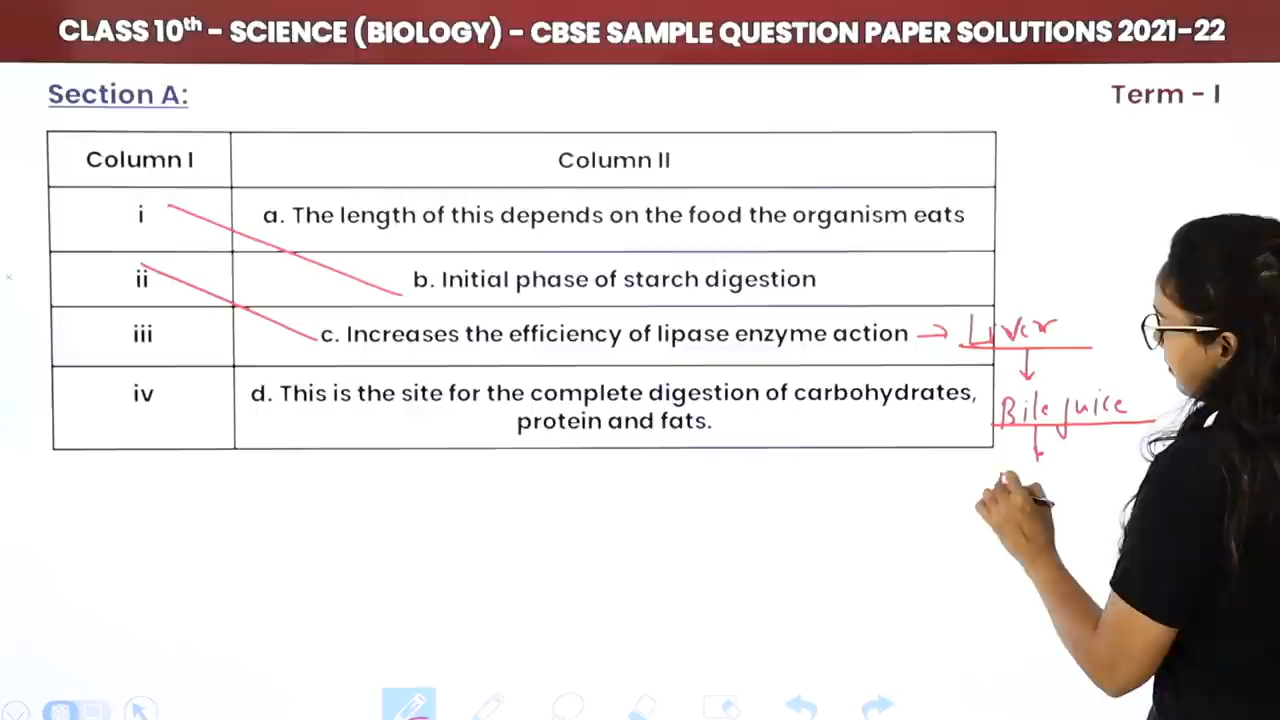 CLASS 10th – SCIENCE (BIOLOGY) – CBSE SAMPLE QUESTION PAPER SOLUTIONS 2021-22
Section A:
Term - I
Column I
Column II
i
a. The length of this depends on the food the organism eats
ii
b. Initial phase of starch digestion
iii
c. Increases the efficiency of lipase enzyme action → Liver
iv
d. This is the site for the complete digestion of carbohydrates,
protein and fats.
Bile juice